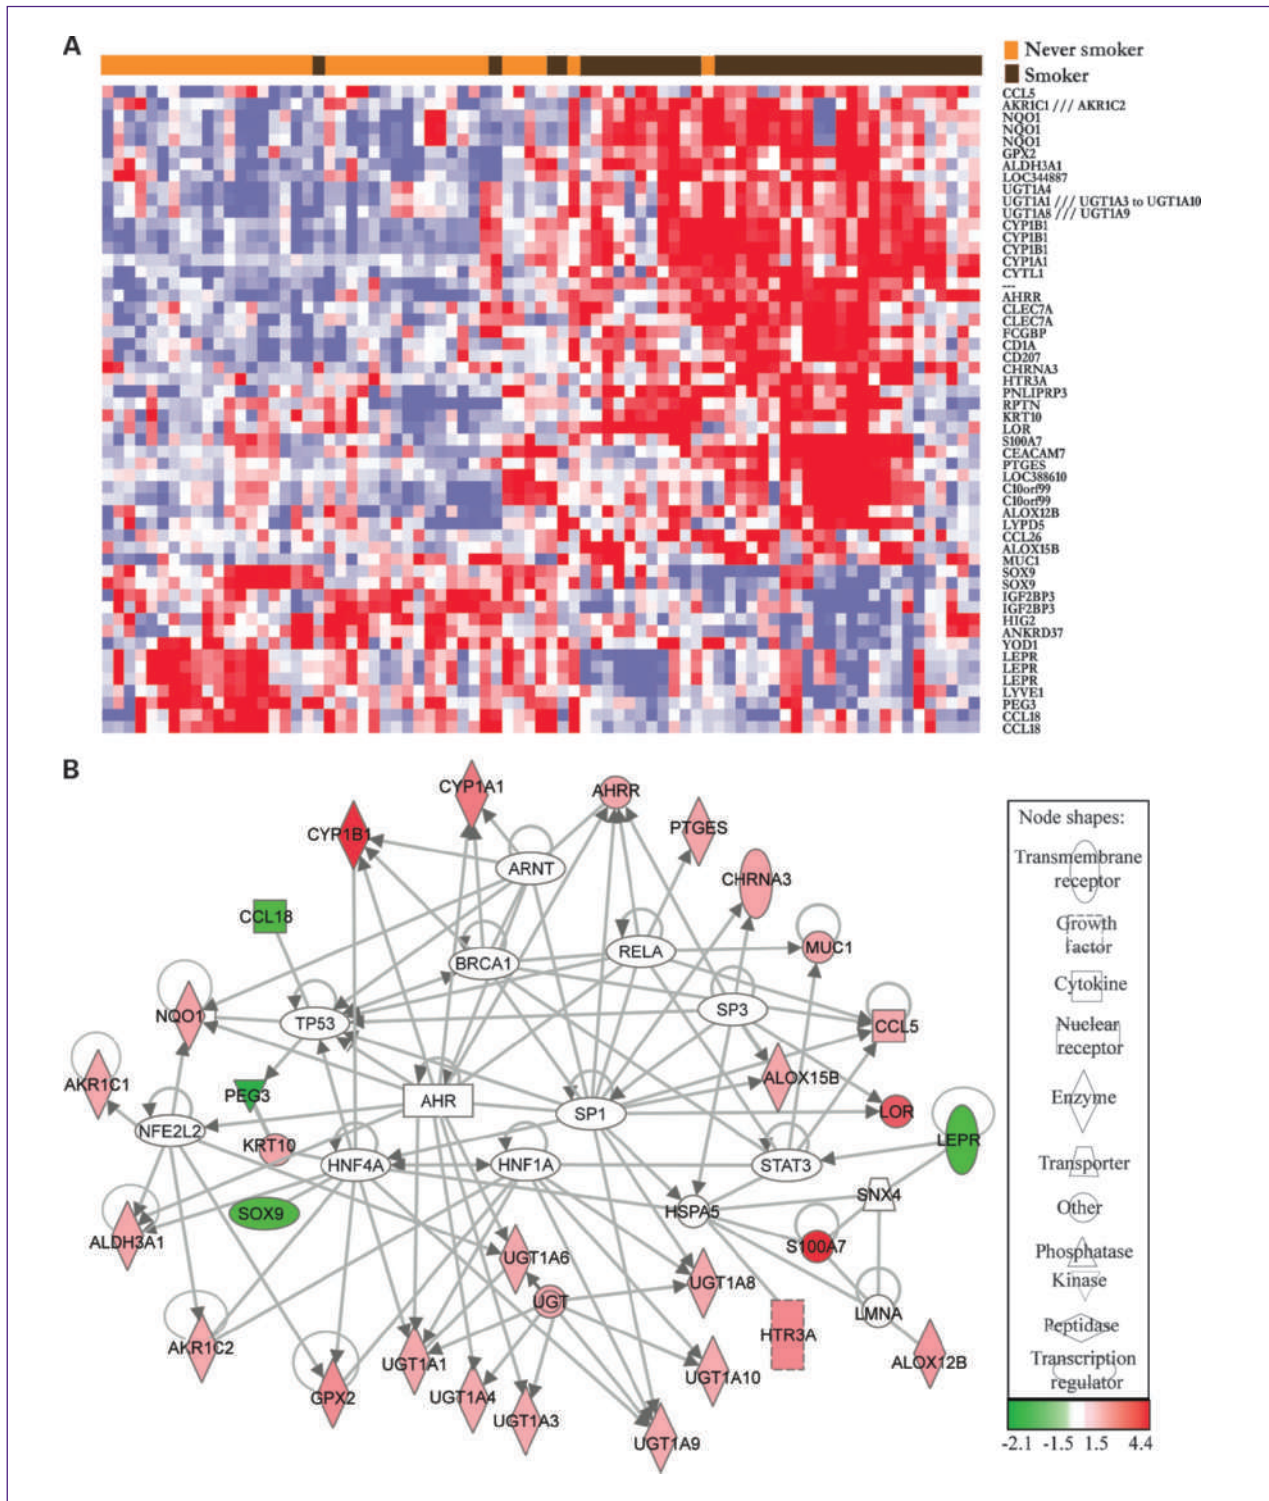 A
Never smoker
Smoker
CCL5
AKR1C1 /// AKR1C2
NQO1
NQO1
NQO1
GPX2
ALDH3A1
LOC344887
UGT1A4
UGT1A1 /// UGT1A3 to UGT1A10
UGT1A8 /// UGT1A9
CYP1B1
CYP1B1
CYP1B1
CYP1A1
CYTL1
---
AHRR
CLEC7A
CLEC7A
FCGBP
CD1A
CD207
CHRNA3
HTR3A
PNLIPRP3
RPTN
KRT10
LOR
S100A7
CEACAM7
PTGES
LOC388610
C10orf99
C10orf99
ALOX12B
LYPD5
CCL26
ALOX15B
MUC1
SOX9
SOX9
IGF2BP3
IGF2BP3
HIG2
ANKRD37
YOD1
LEPR
LEPR
LEPR
LYVE1
PEG3
CCL18
CCL18
B
CYP1A1
AHRR
CYP1B1
PTGES
ARNT
CHRNA3
CCL18
MUC1
BRCA1
RELA
NQO1
TP53
SP3
CCL5
AKR1C1
PEG3
AHR
SP1
ALOX15B
LOR
NFE2L2
KRT10
HNF4A
HNF1A
STAT3
LEPR
SNX4
SOX9
HSPA5
ALDH3A1
S100A7
UGT1A6
UGT1A8
UGT
LMNA
AKR1C2
HTR3A
UGT1A1
UGT1A10
ALOX12B
GPX2
UGT1A4
UGT1A3
UGT1A9
Node shapes:
Transmembrane
receptor
Growth
factor
Cytokine
Nuclear
receptor
Enzyme
Transporter
Other
Phosphatase
Kinase
Peptidase
Transcription
regulator
-2.1 -1.5 1.5 4.4